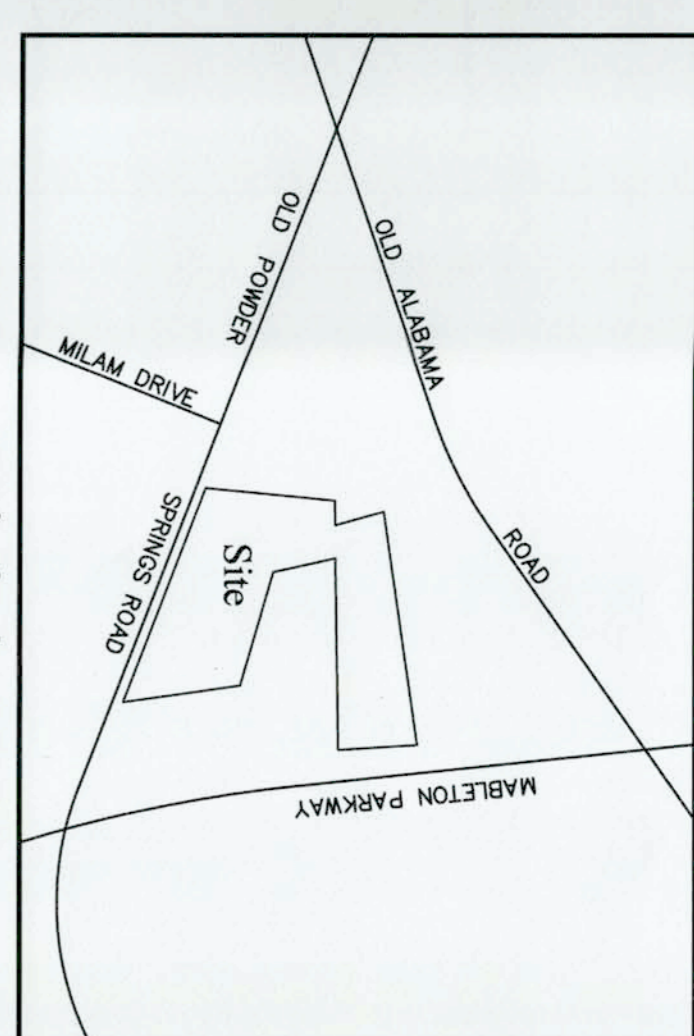 OLD POWDER SPRINGS ROAD
OLD ALABAMA ROAD
MILAM DRIVE
Site
MABLETON PARKWAY